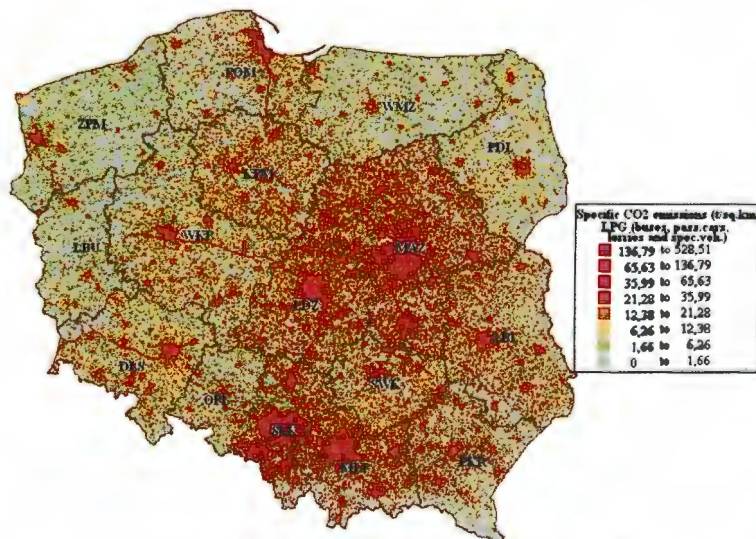 POM
WMZ
ZPM
PDL
KPM
WKP
LBU
MAZ
LDZ
LBL
DLS
SWK
OPL
SLK
MLP
PKR
Specific CO2 emissions (t/sq.km
LPG (buses, pass.cars,
lorries and spec.veh.)
136,79 to 528,51
65,63 to 136,79
35,99 to 65,63
21,28 to 35,99
12,38 to 21,28
6,26 to 12,38
1,66 to 6,26
0 to 1,66